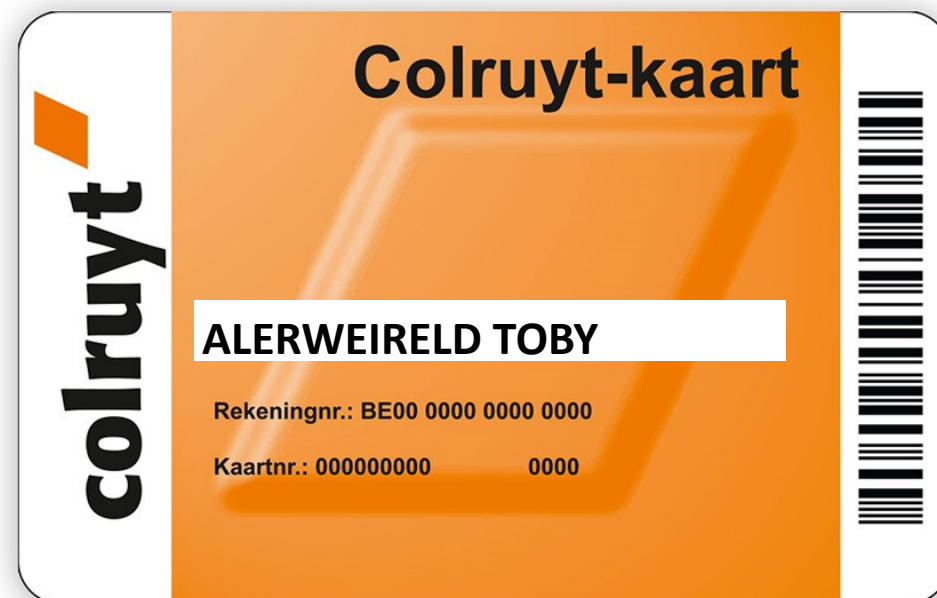 colruyt
Colruyt-kaart
ALERWEIRELD TOBY
Rekeningnr.: BE00 0000 0000 0000
Kaartnr.: 000000000 0000